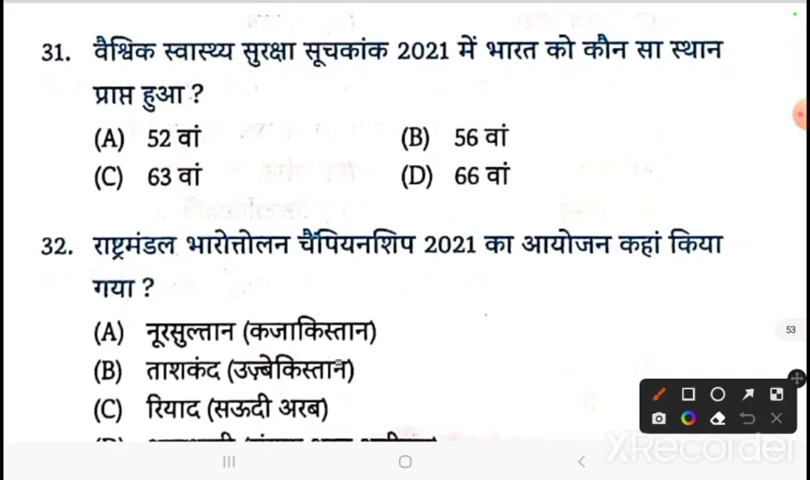 31. वैश्विक स्वास्थ्य सुरक्षा सूचकांक 2021 में भारत को कौन सा स्थान
प्राप्त हुआ ?
(A) 52 वां (B) 56 वां
(C) 63 वां (D) 66 वां
32. राष्ट्रमंडल भारोत्तोलन चैंपियनशिप 2021 का आयोजन कहां किया
गया ?
(A) नूरसुल्तान (कजाकिस्तान)
53
(B) ताशकंद (उज़्बेकिस्तान)
(C) रियाद (सऊदी अरब)
XRecorder